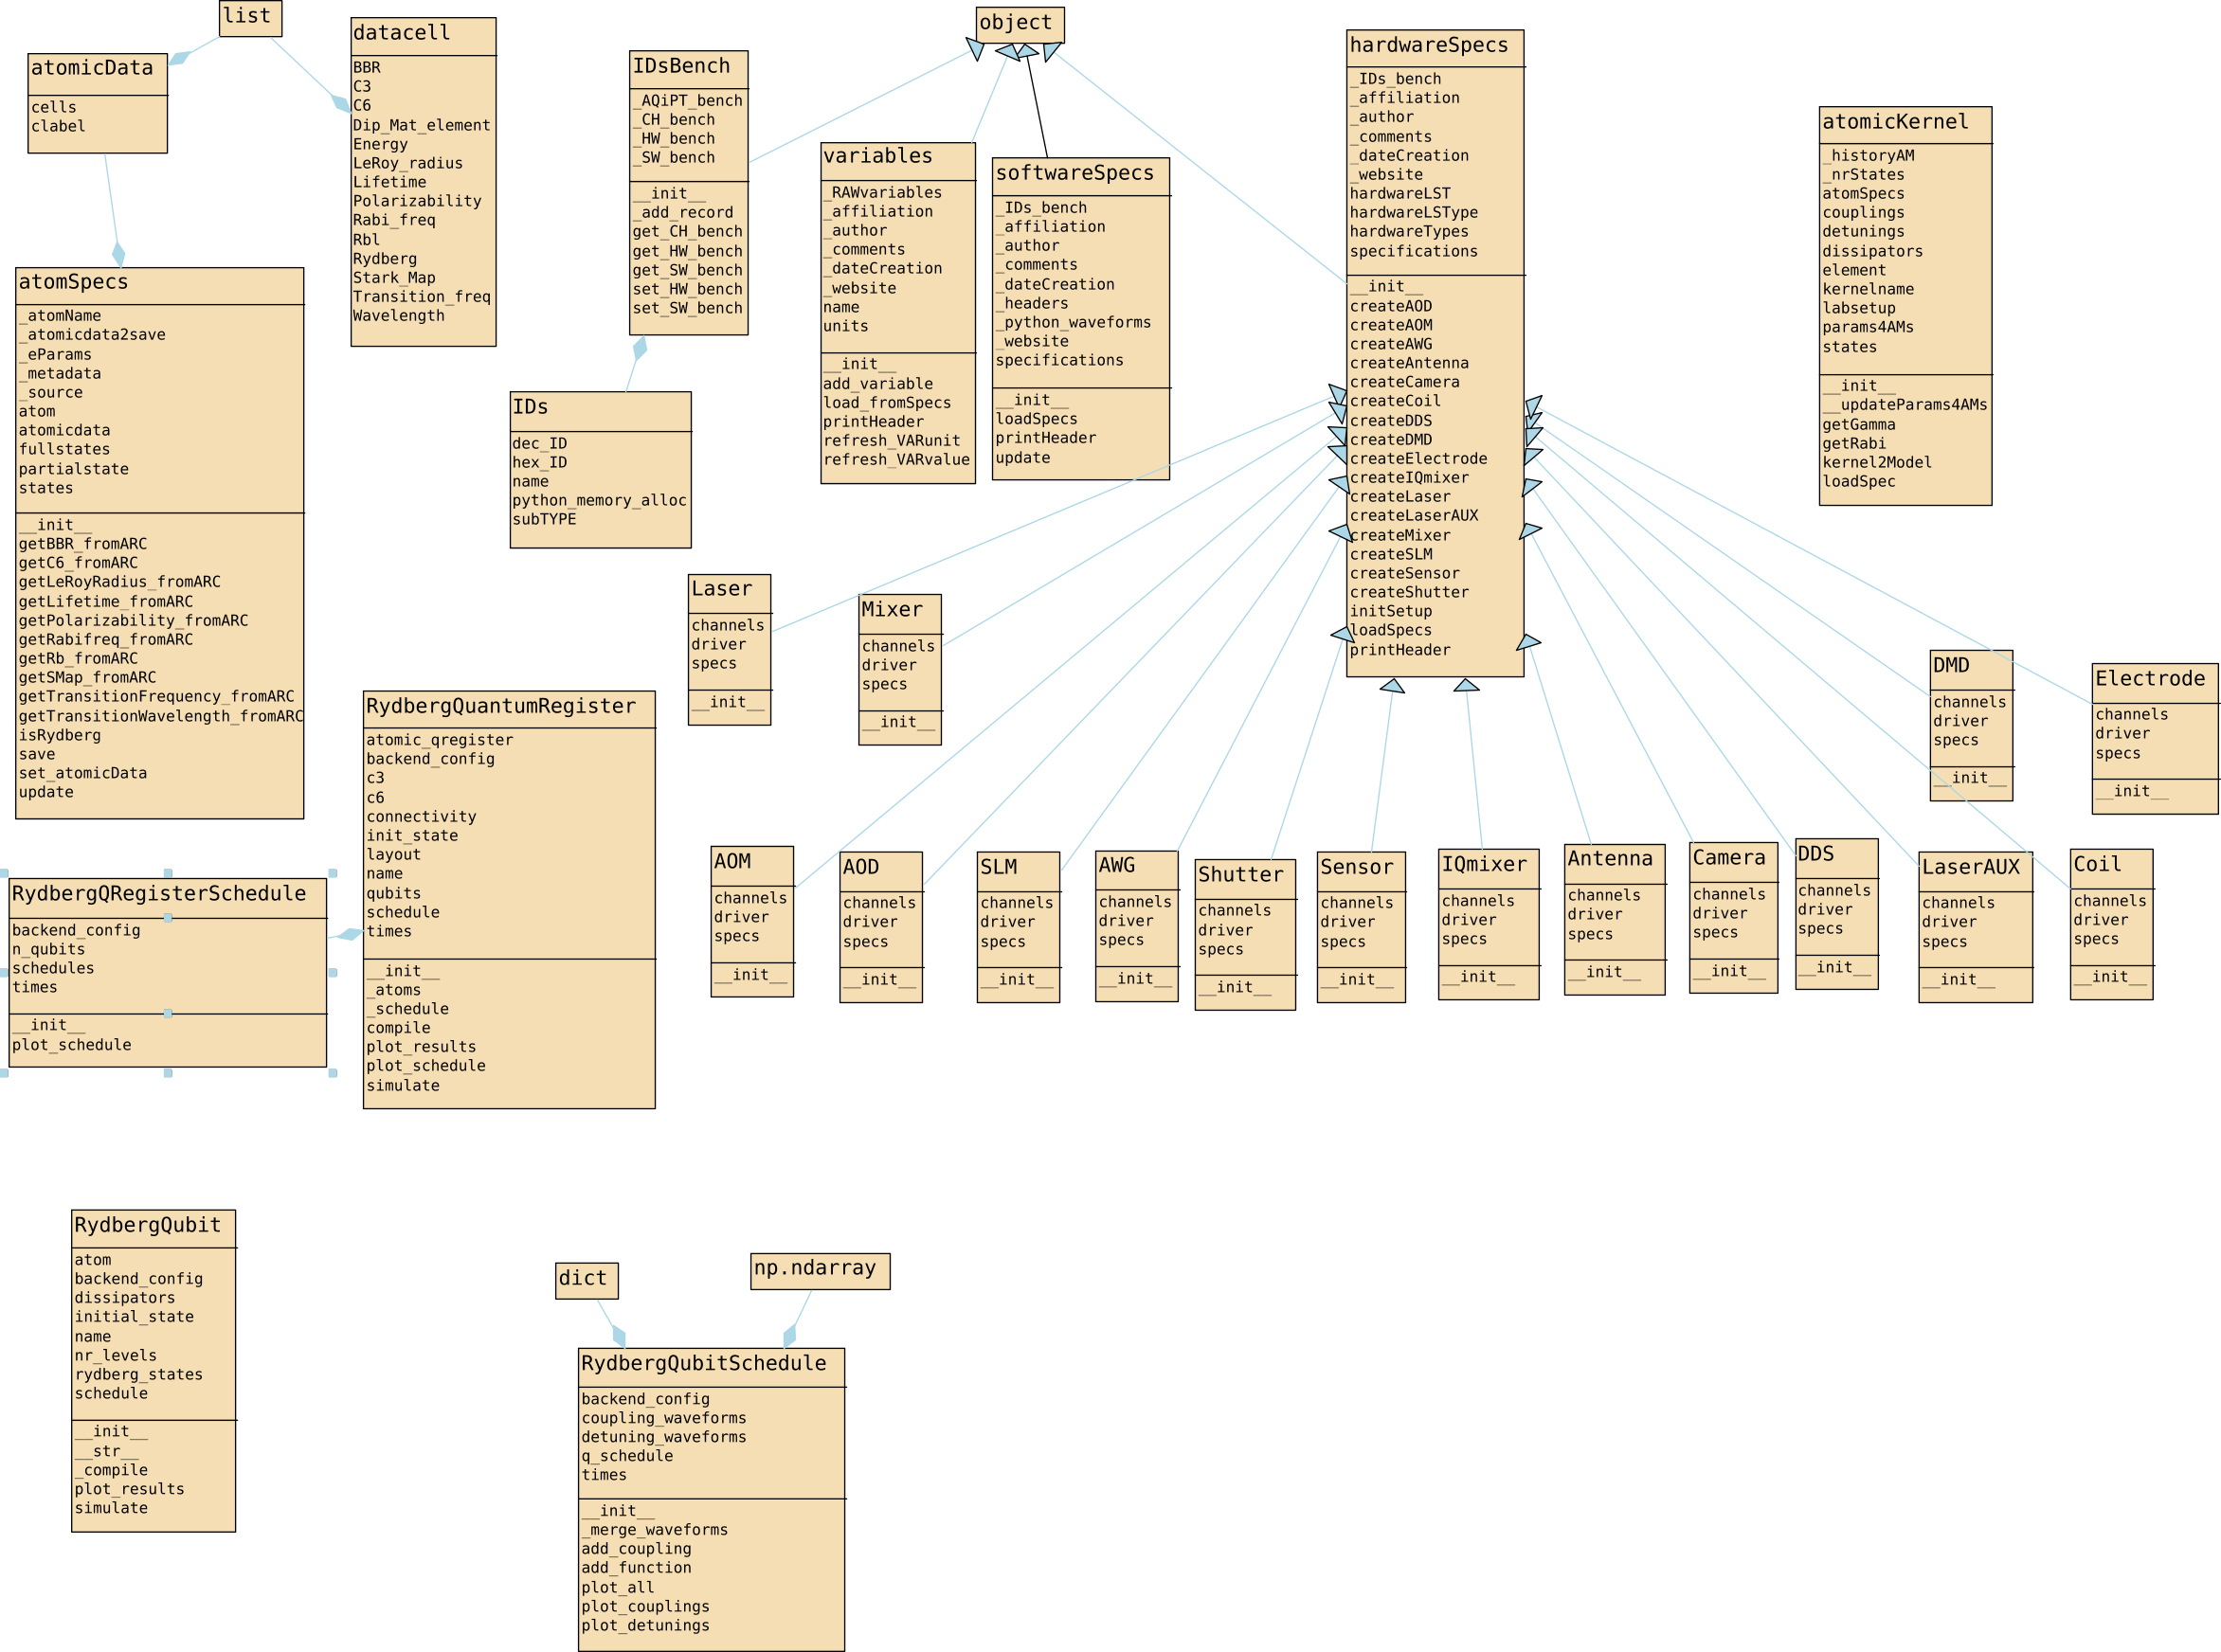 list
atomicData
cells
clabel
datacell
BBR
C3
C6
Dip_Mat_element
Energy
LeRoy_radius
Lifetime
Polarizability
Rabi_freq
Rbl
Rydberg
Stark_Map
Transition_freq
Wavelength
IDsBench
_AQiPT_bench
_CH_bench
_HW_bench
_SW_bench
__init__
_add_record
get_CH_bench
get_HW_bench
get_SW_bench
set_HW_bench
set_SW_bench
object
variables
_RAWvariables
_affiliation
_author
_comments
_dateCreation
_website
name
units
__init__
add_variable
load_fromSpecs
printHeader
refresh_VARunit
refresh_VARvalue
softwareSpecs
_IDs_bench
_affiliation
_author
_comments
_dateCreation
_headers
_python_waveforms
_website
specifications
__init__
loadSpecs
printHeader
update
hardwareSpecs
_IDs_bench
_affiliation
_author
_comments
_dateCreation
_website
hardwareLST
hardwareLSType
hardwareTypes
specifications
__init__
createAOD
createAOM
createAWG
createAntenna
createCamera
createCoil
createDDS
createDMD
createElectrode
createIQmixer
createLaser
createLaserAUX
createMixer
createSLM
createSensor
createShutter
initSetup
loadSpecs
printHeader
atomicKernel
_historyAM
_nrStates
atomSpecs
couplings
detunings
dissipators
element
kernelname
labsetup
params4AMs
states
__init__
__updateParams4AMs
getGamma
getRabi
kernel2Model
loadSpec
atomSpecs
_atomName
_atomicdata2save
_eParams
_metadata
_source
atom
atomicdata
fullstates
partialstate
states
__init__
getBBR_fromARC
getC6_fromARC
getLeRoyRadius_fromARC
getLifetime_fromARC
getPolarizability_fromARC
getRabifreq_fromARC
getRb_fromARC
getSMap_fromARC
getTransitionFrequency_fromARC
getTransitionWavelength_fromARC
isRydberg
save
set_atomicData
update
IDs
dec_ID
hex_ID
name
python_memory_alloc
subTYPE
Laser
channels
driver
specs
__init__
Mixer
channels
driver
specs
__init__
DMD
channels
driver
specs
__init__
Electrode
channels
driver
specs
__init__
RydbergQuantumRegister
atomic_qregister
backend_config
c3
c6
connectivity
init_state
layout
name
qubits
schedule
times
__init__
_atoms
_schedule
compile
plot_results
plot_schedule
simulate
RydbergQRegisterSchedule
backend_config
n_qubits
schedules
times
__init__
plot_schedule
AOM
channels
driver
specs
__init__
AOD
channels
driver
specs
__init__
SLM
channels
driver
specs
__init__
AWG
channels
driver
specs
__init__
Shutter
channels
driver
specs
__init__
Sensor
channels
driver
specs
__init__
IQmixer
channels
driver
specs
__init__
Antenna
channels
driver
specs
__init__
Camera
channels
driver
specs
__init__
DDS
channels
driver
specs
__init__
LaserAUX
channels
driver
specs
__init__
Coil
channels
driver
specs
__init__
RydbergQubit
atom
backend_config
dissipators
initial_state
name
nr_levels
rydberg_states
schedule
__init__
__str__
_compile
plot_results
simulate
dict
np.ndarray
RydbergQubitSchedule
backend_config
coupling_waveforms
detuning_waveforms
q_schedule
times
__init__
_merge_waveforms
add_coupling
add_function
plot_all
plot_couplings
plot_detunings